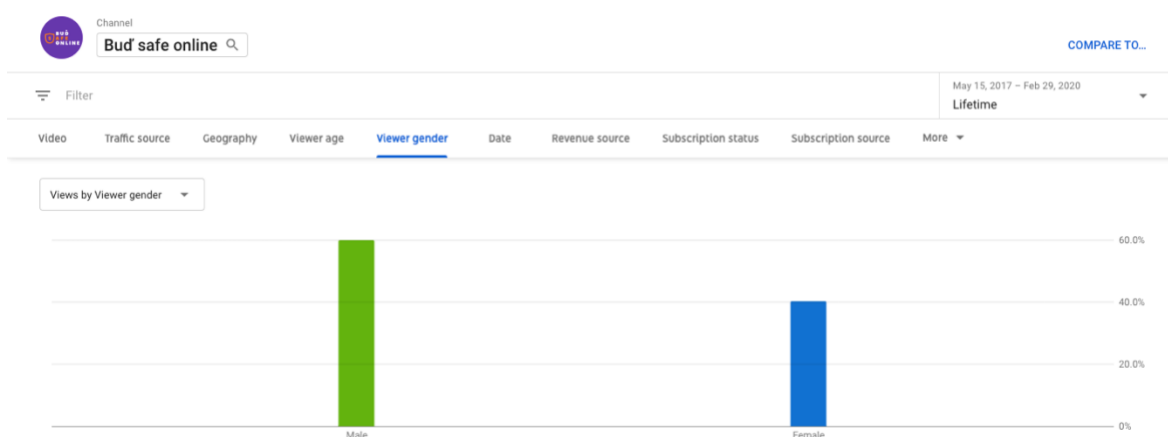 Channel
BUĎ
SAFE
ONLINE
Buď safe online
COMPARE TO...
Filter
May 15, 2017 – Feb 29, 2020
Lifetime
Video Traffic source Geography Viewer age Viewer gender Date Revenue source Subscription status Subscription source More
Views by Viewer gender
60.0%
40.0%
20.0%
0%
Male Female